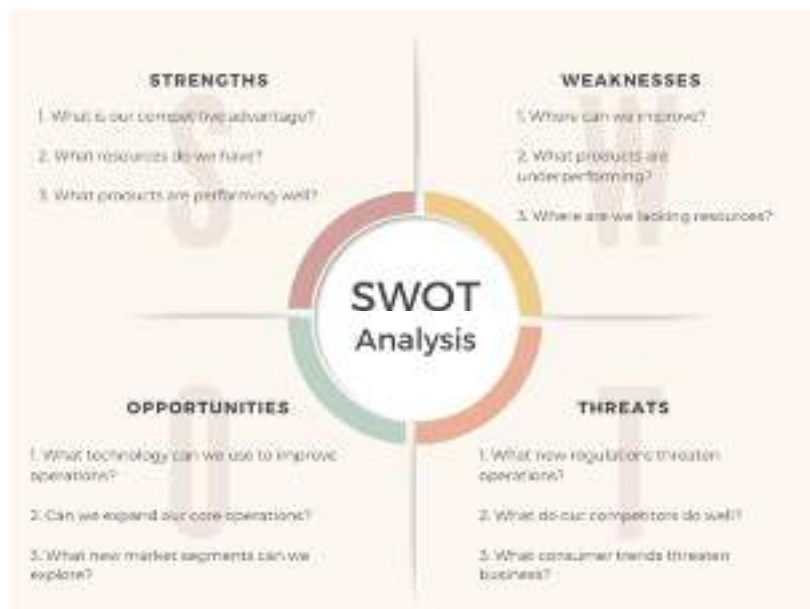 STRENGTHS
1. What is our competitive advantage?
2. What resources do we have?
3. What products are performing well?
WEAKNESSES
1. Where can we improve?
2. What products are
underperforming?
3. Where are we lacking resources?
SWOT
Analysis
OPPORTUNITIES
1. What technology can we use to improve
operations?
2. Can we expand our core operations?
3. What new market segments can we
explore?
THREATS
1. What new regulations threaten
operations?
2. What do our competitors do well?
3. What consumer trends threaten
business?
S
W
O
T